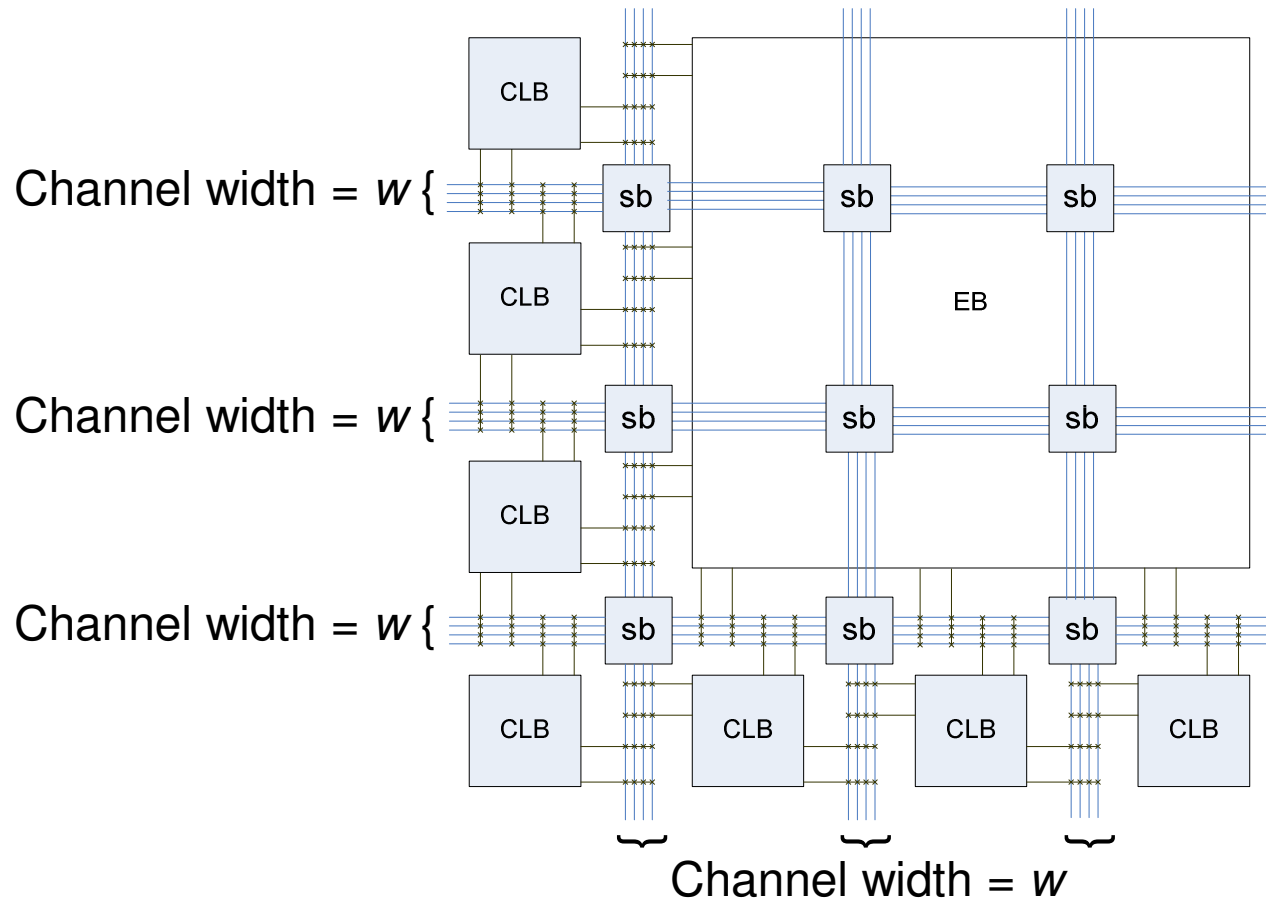 CLB
Channel width = w {
sb sb sb
CLB
EB
Channel width = w {
sb sb sb
CLB
Channel width = w {
sb sb sb
CLB CLB CLB CLB
Channel width = w